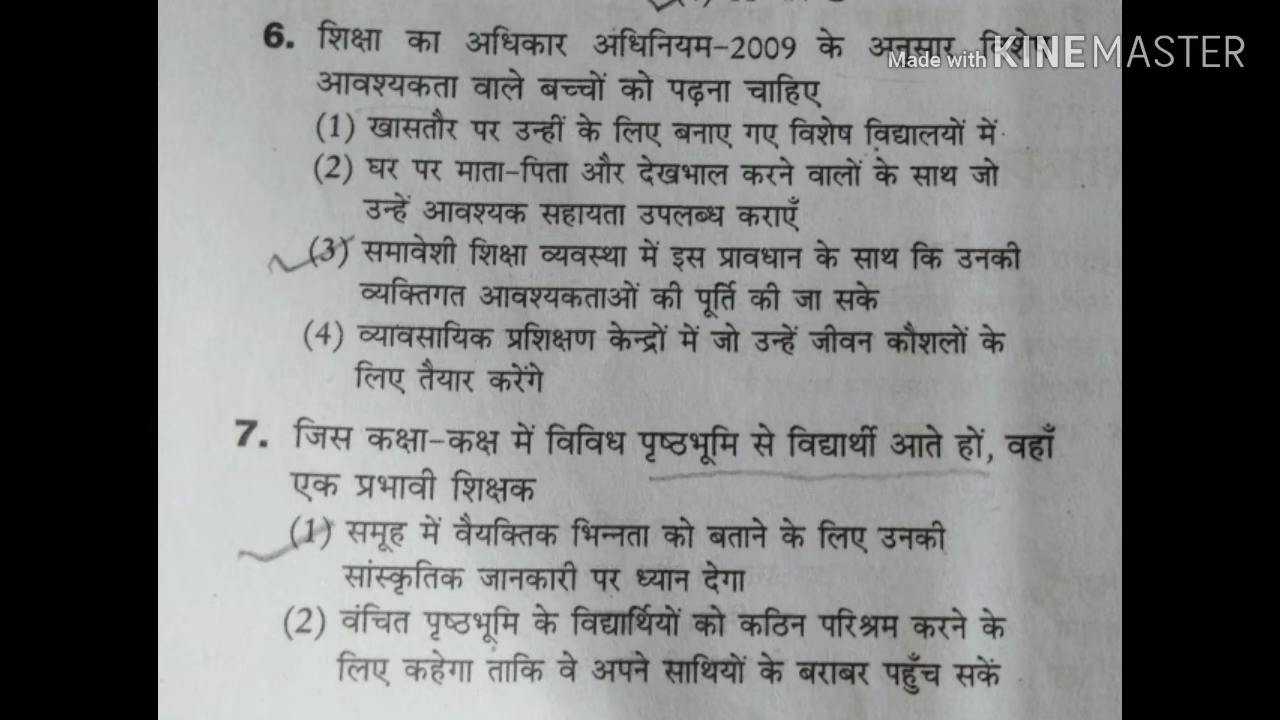 6. शिक्षा का अधिकार अधिनियम-2009 के अनुसार
Made with KINEMASTER
आवश्यकता वाले बच्चों को पढ़ना चाहिए
(1) खासतौर पर उन्हीं के लिए बनाए गए विशेष विद्यालयों में
(2) घर पर माता-पिता और देखभाल करने वालों के साथ जो
उन्हें आवश्यक सहायता उपलब्ध कराएँ
(3) समावेशी शिक्षा व्यवस्था में इस प्रावधान के साथ कि उनकी
व्यक्तिगत आवश्यकताओं की पूर्ति की जा सके
(4) व्यावसायिक प्रशिक्षण केन्द्रों में जो उन्हें जीवन कौशलों के
लिए तैयार करेंगे
7. जिस कक्षा-कक्ष में विविध पृष्ठभूमि से विद्यार्थी आते हों, वहाँ
एक प्रभावी शिक्षक
(1) समूह में वैयक्तिक भिन्नता को बताने के लिए उनकी
सांस्कृतिक जानकारी पर ध्यान देगा
(2) वंचित पृष्ठभूमि के विद्यार्थियों को कठिन परिश्रम करने के
लिए कहेगा ताकि वे अपने साथियों के बराबर पहुँच सकें